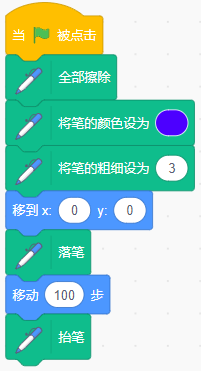 当 被点击
全部擦除
将笔的颜色设为
将笔的粗细设为 3
移到 x: 0 y: 0
落笔
移动 100 步
抬笔